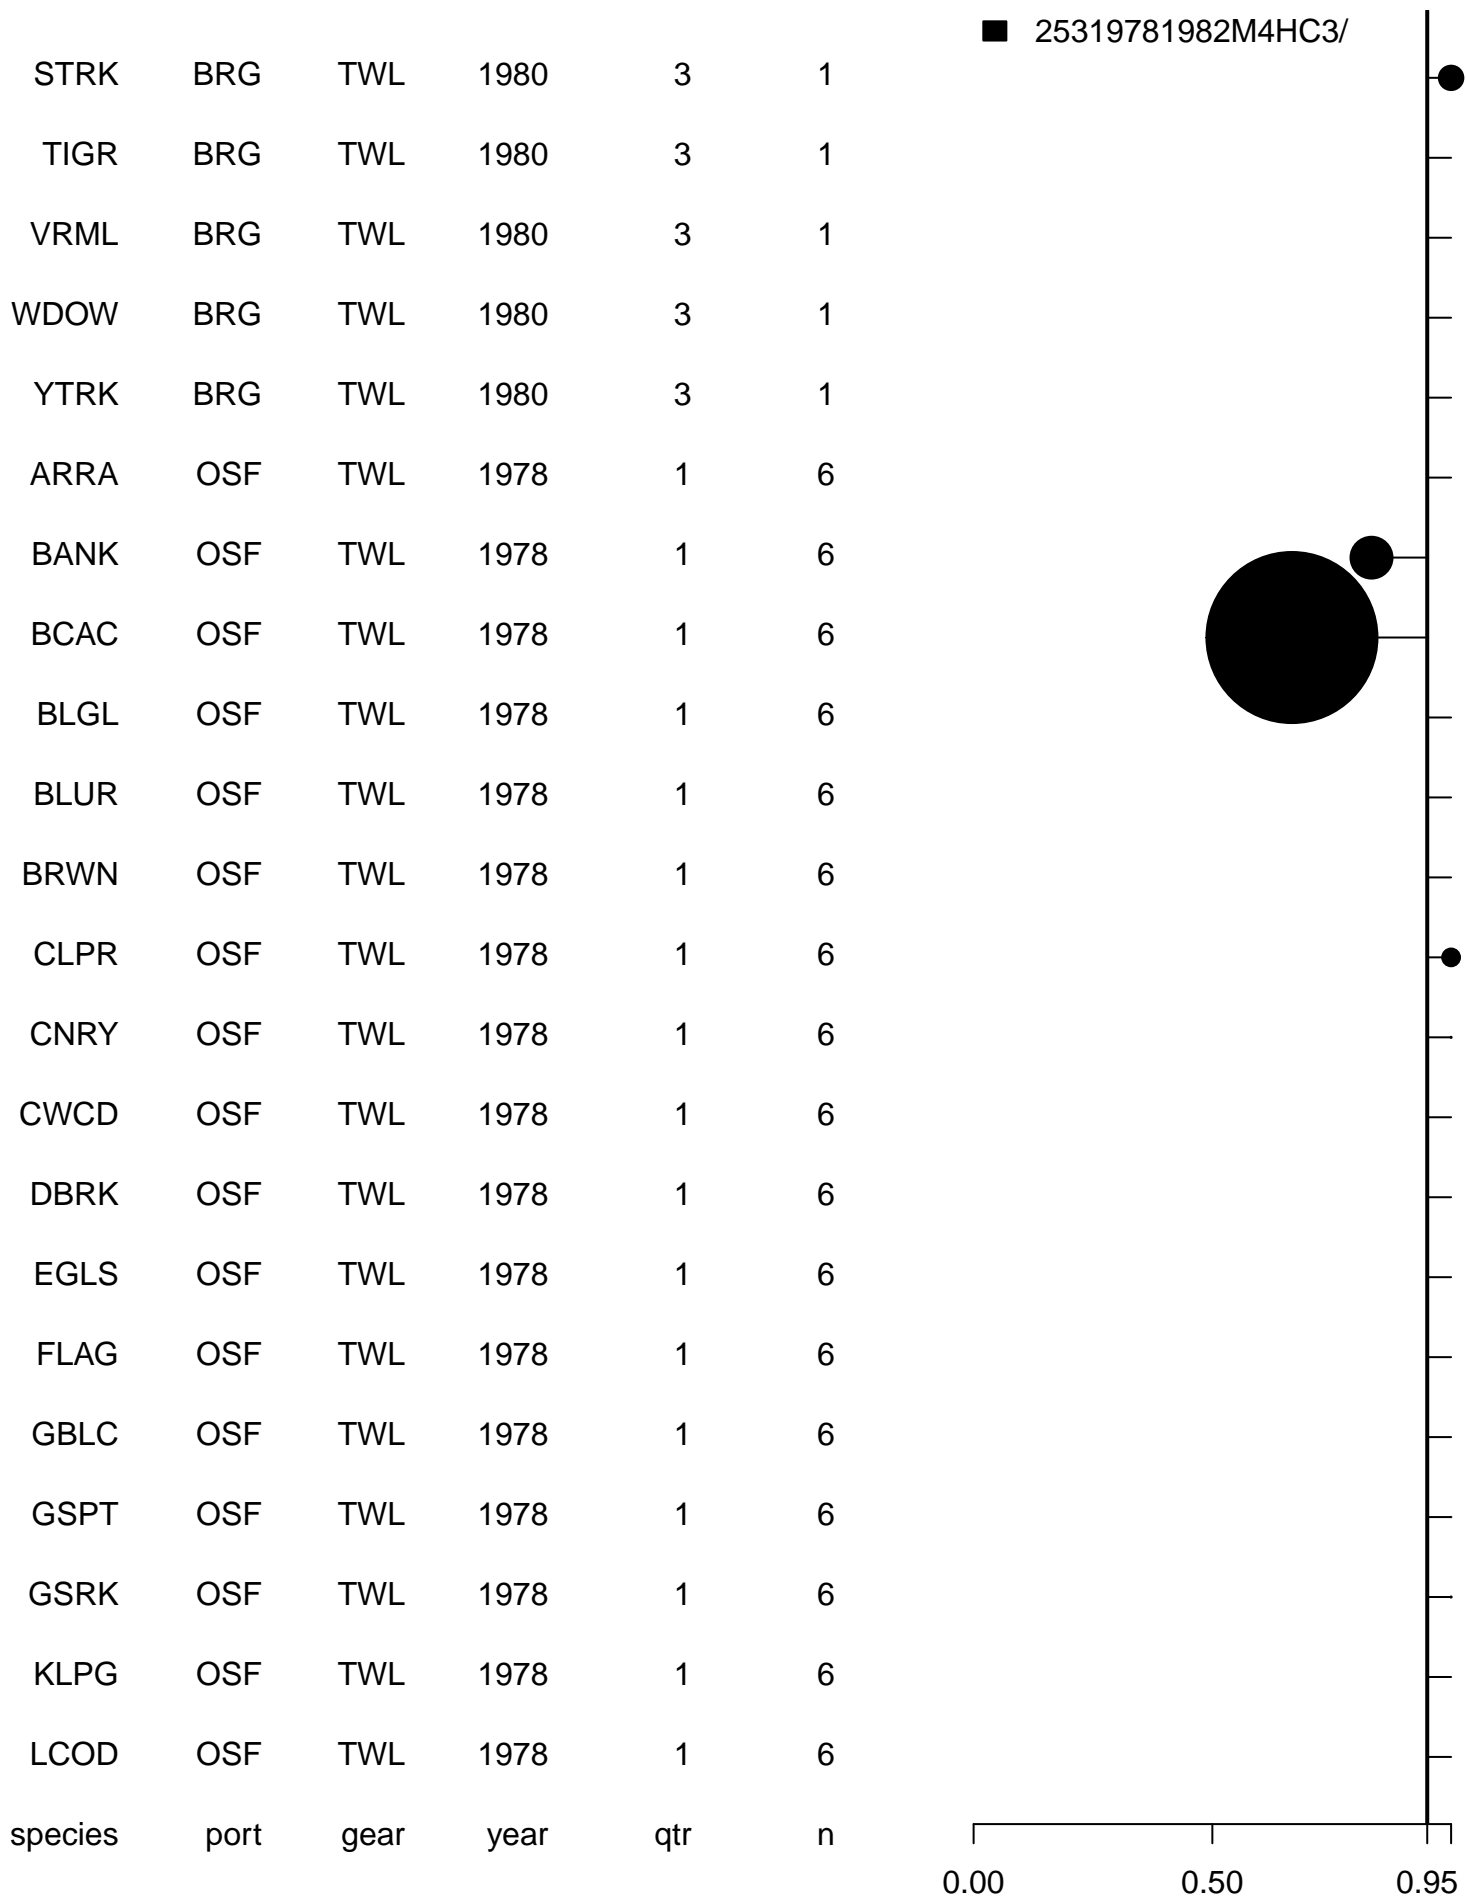 25319781982M4HC3/
STRK BRG TWL 1980 3 1
TIGR BRG TWL 1980 3 1
VRML BRG TWL 1980 3 1
WDOW BRG TWL 1980 3 1
YTRK BRG TWL 1980 3 1
ARRA OSF TWL 1978 1 6
BANK OSF TWL 1978 1 6
BCAC OSF TWL 1978 1 6
BLGL OSF TWL 1978 1 6
BLUR OSF TWL 1978 1 6
BRWN OSF TWL 1978 1 6
CLPR OSF TWL 1978 1 6
CNRY OSF TWL 1978 1 6
CWCD OSF TWL 1978 1 6
DBRK OSF TWL 1978 1 6
EGLS OSF TWL 1978 1 6
FLAG OSF TWL 1978 1 6
GBLC OSF TWL 1978 1 6
GSPT OSF TWL 1978 1 6
GSRK OSF TWL 1978 1 6
KLPG OSF TWL 1978 1 6
LCOD OSF TWL 1978 1 6
species port gear year qtr n
0.00 0.50 0.95